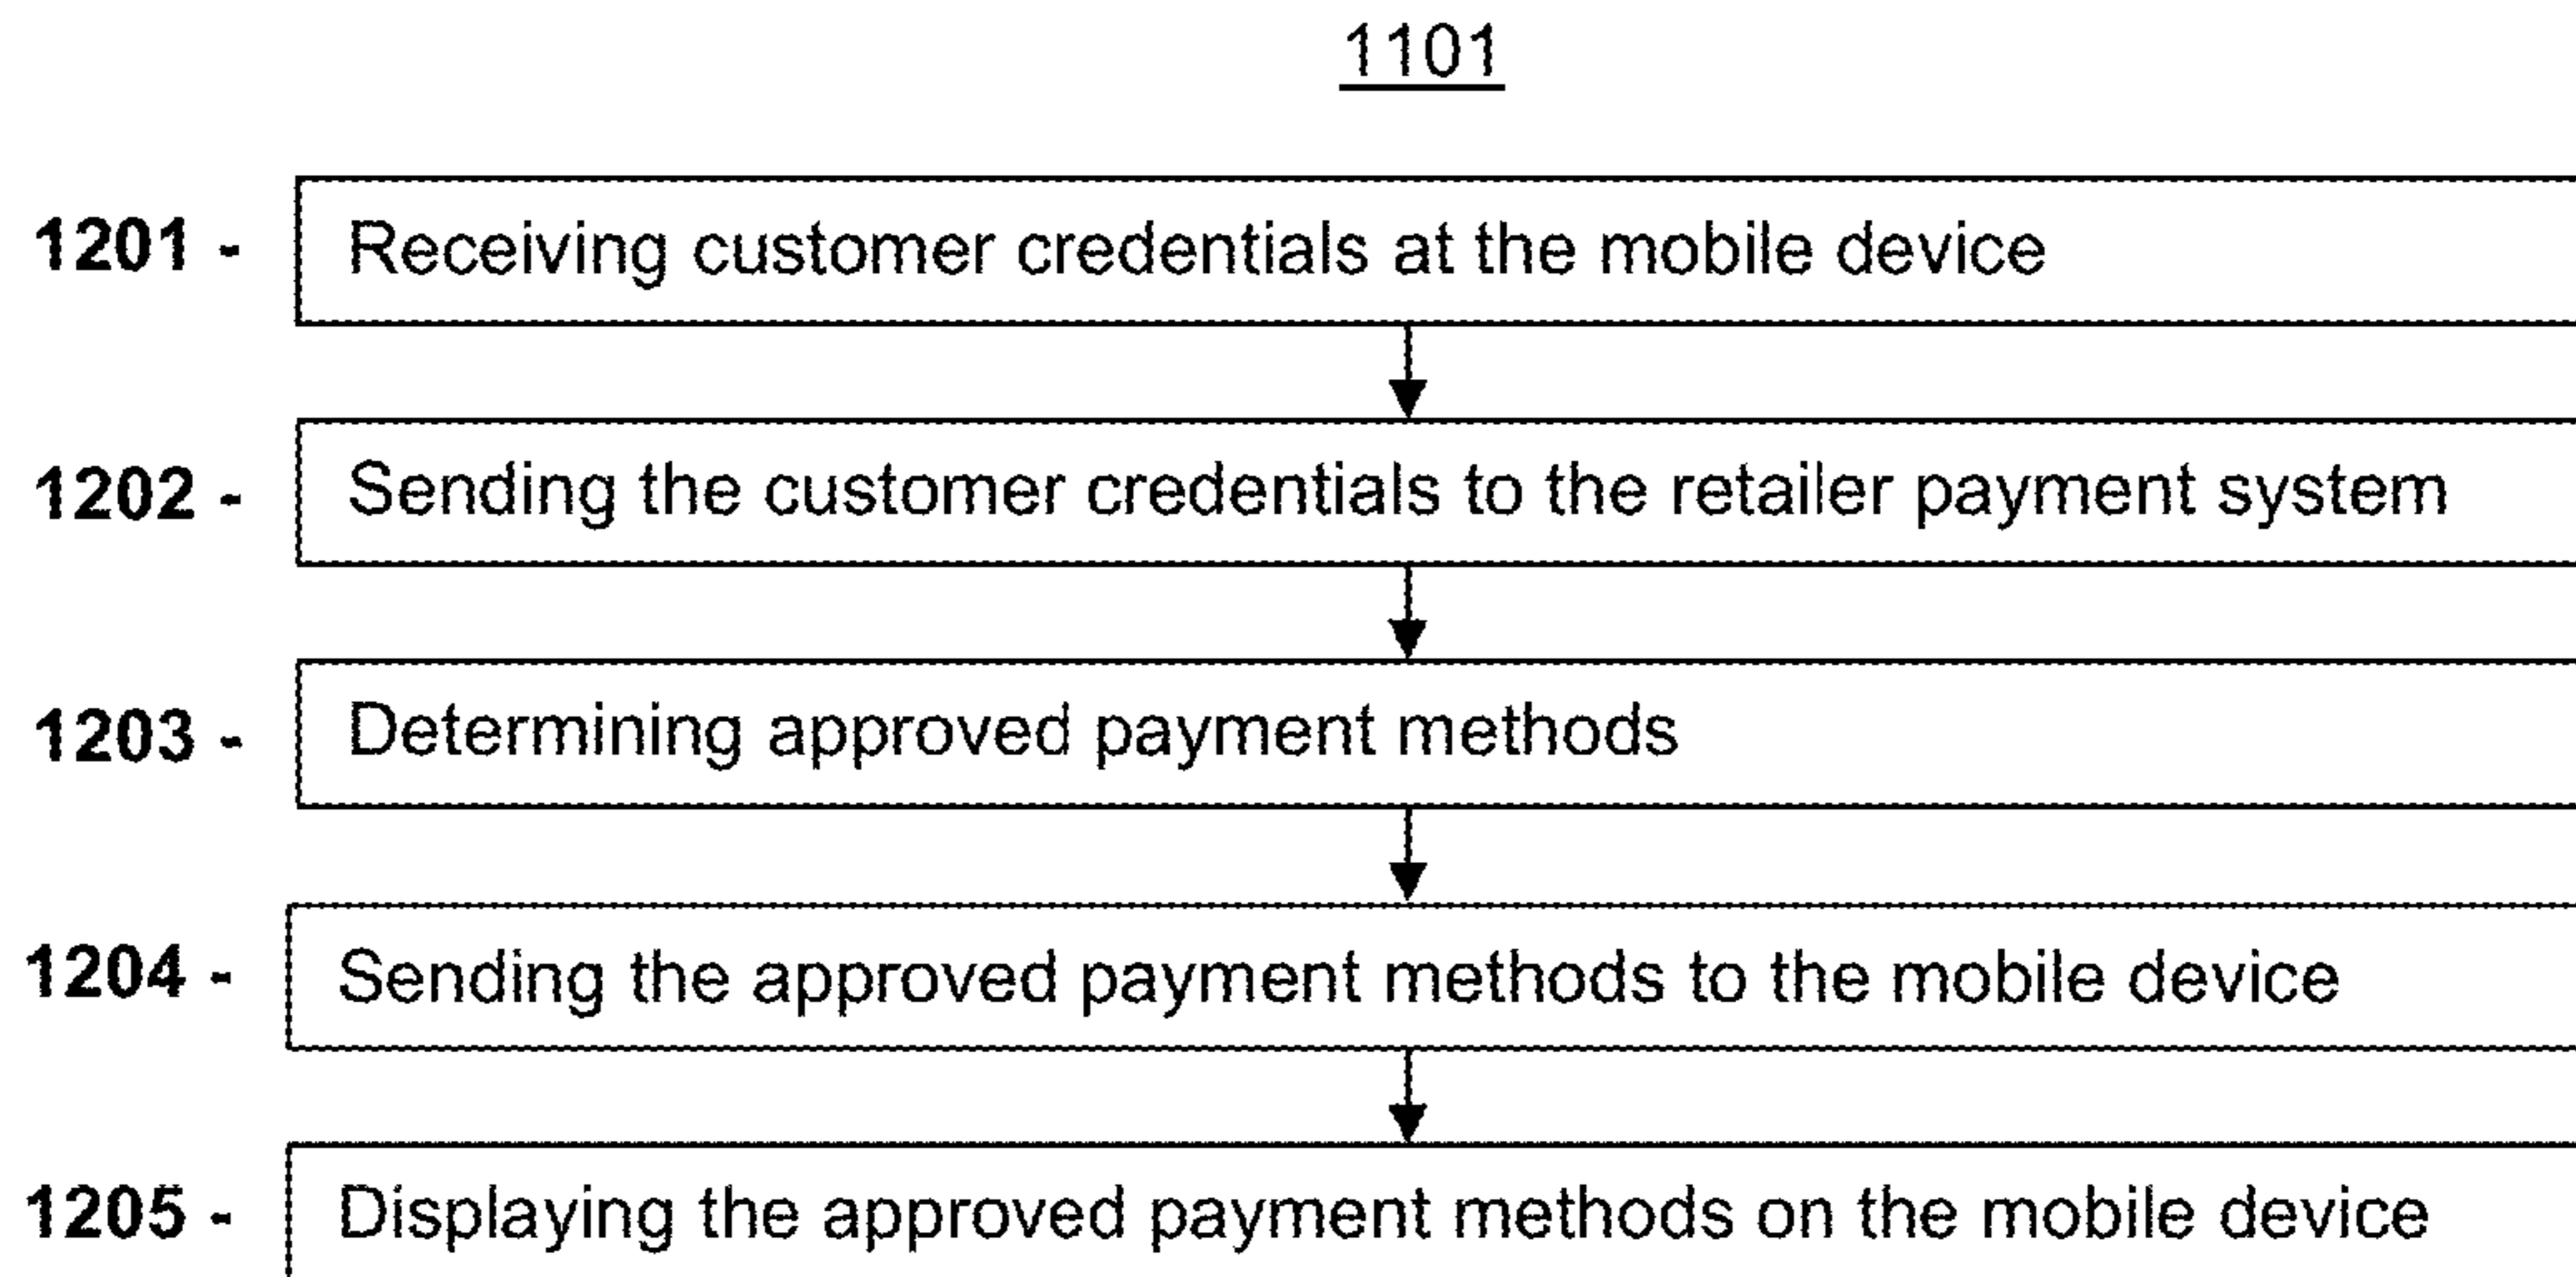 1101
1201 - Receiving customer credentials at the mobile device
1202 - Sending the customer credentials to the retailer payment system
1203 - Determining approved payment methods
1204 - Sending the approved payment methods to the mobile device
1205 - Displaying the approved payment methods on the mobile device